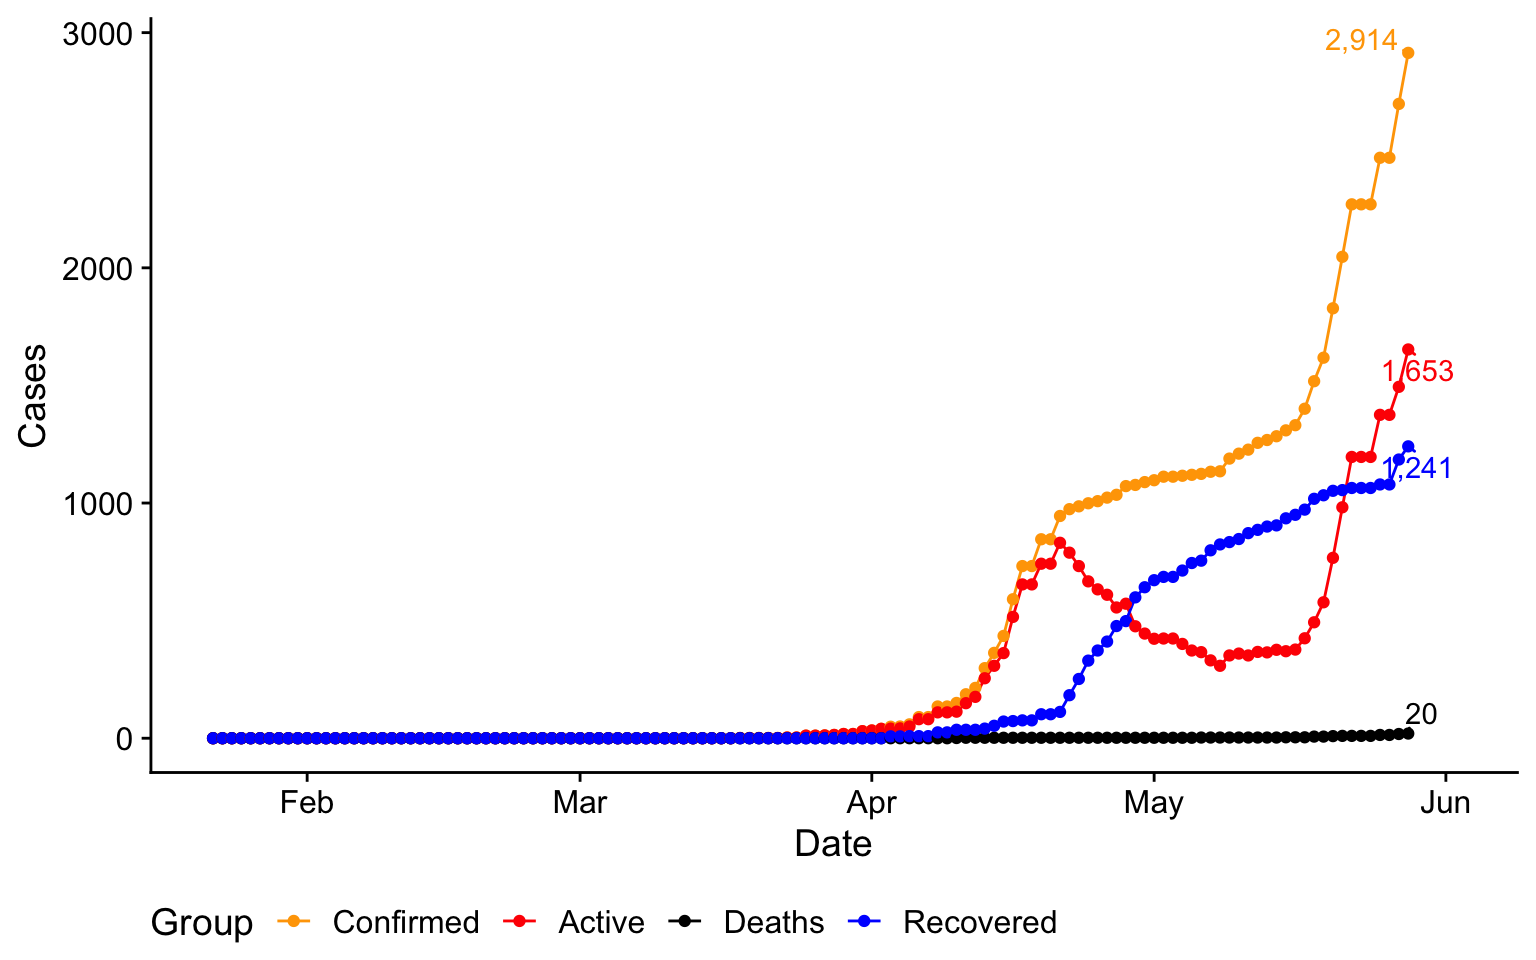 3000
2,914
2000
1,653
1,241
1000
20
0
Cases
Feb Mar Apr May Jun
Date
Group Confirmed Active Deaths Recovered